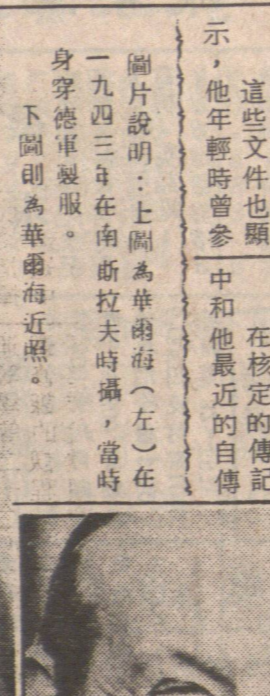 這些文件也顯
示，他年輕時曾參
在核定的傳記
中和他最近的自傳
圖片說明：上圖為華爾海（左）在
一九四三年在南斯拉夫時攝，當時
身穿德軍製服。
下圖則為華爾海近照。